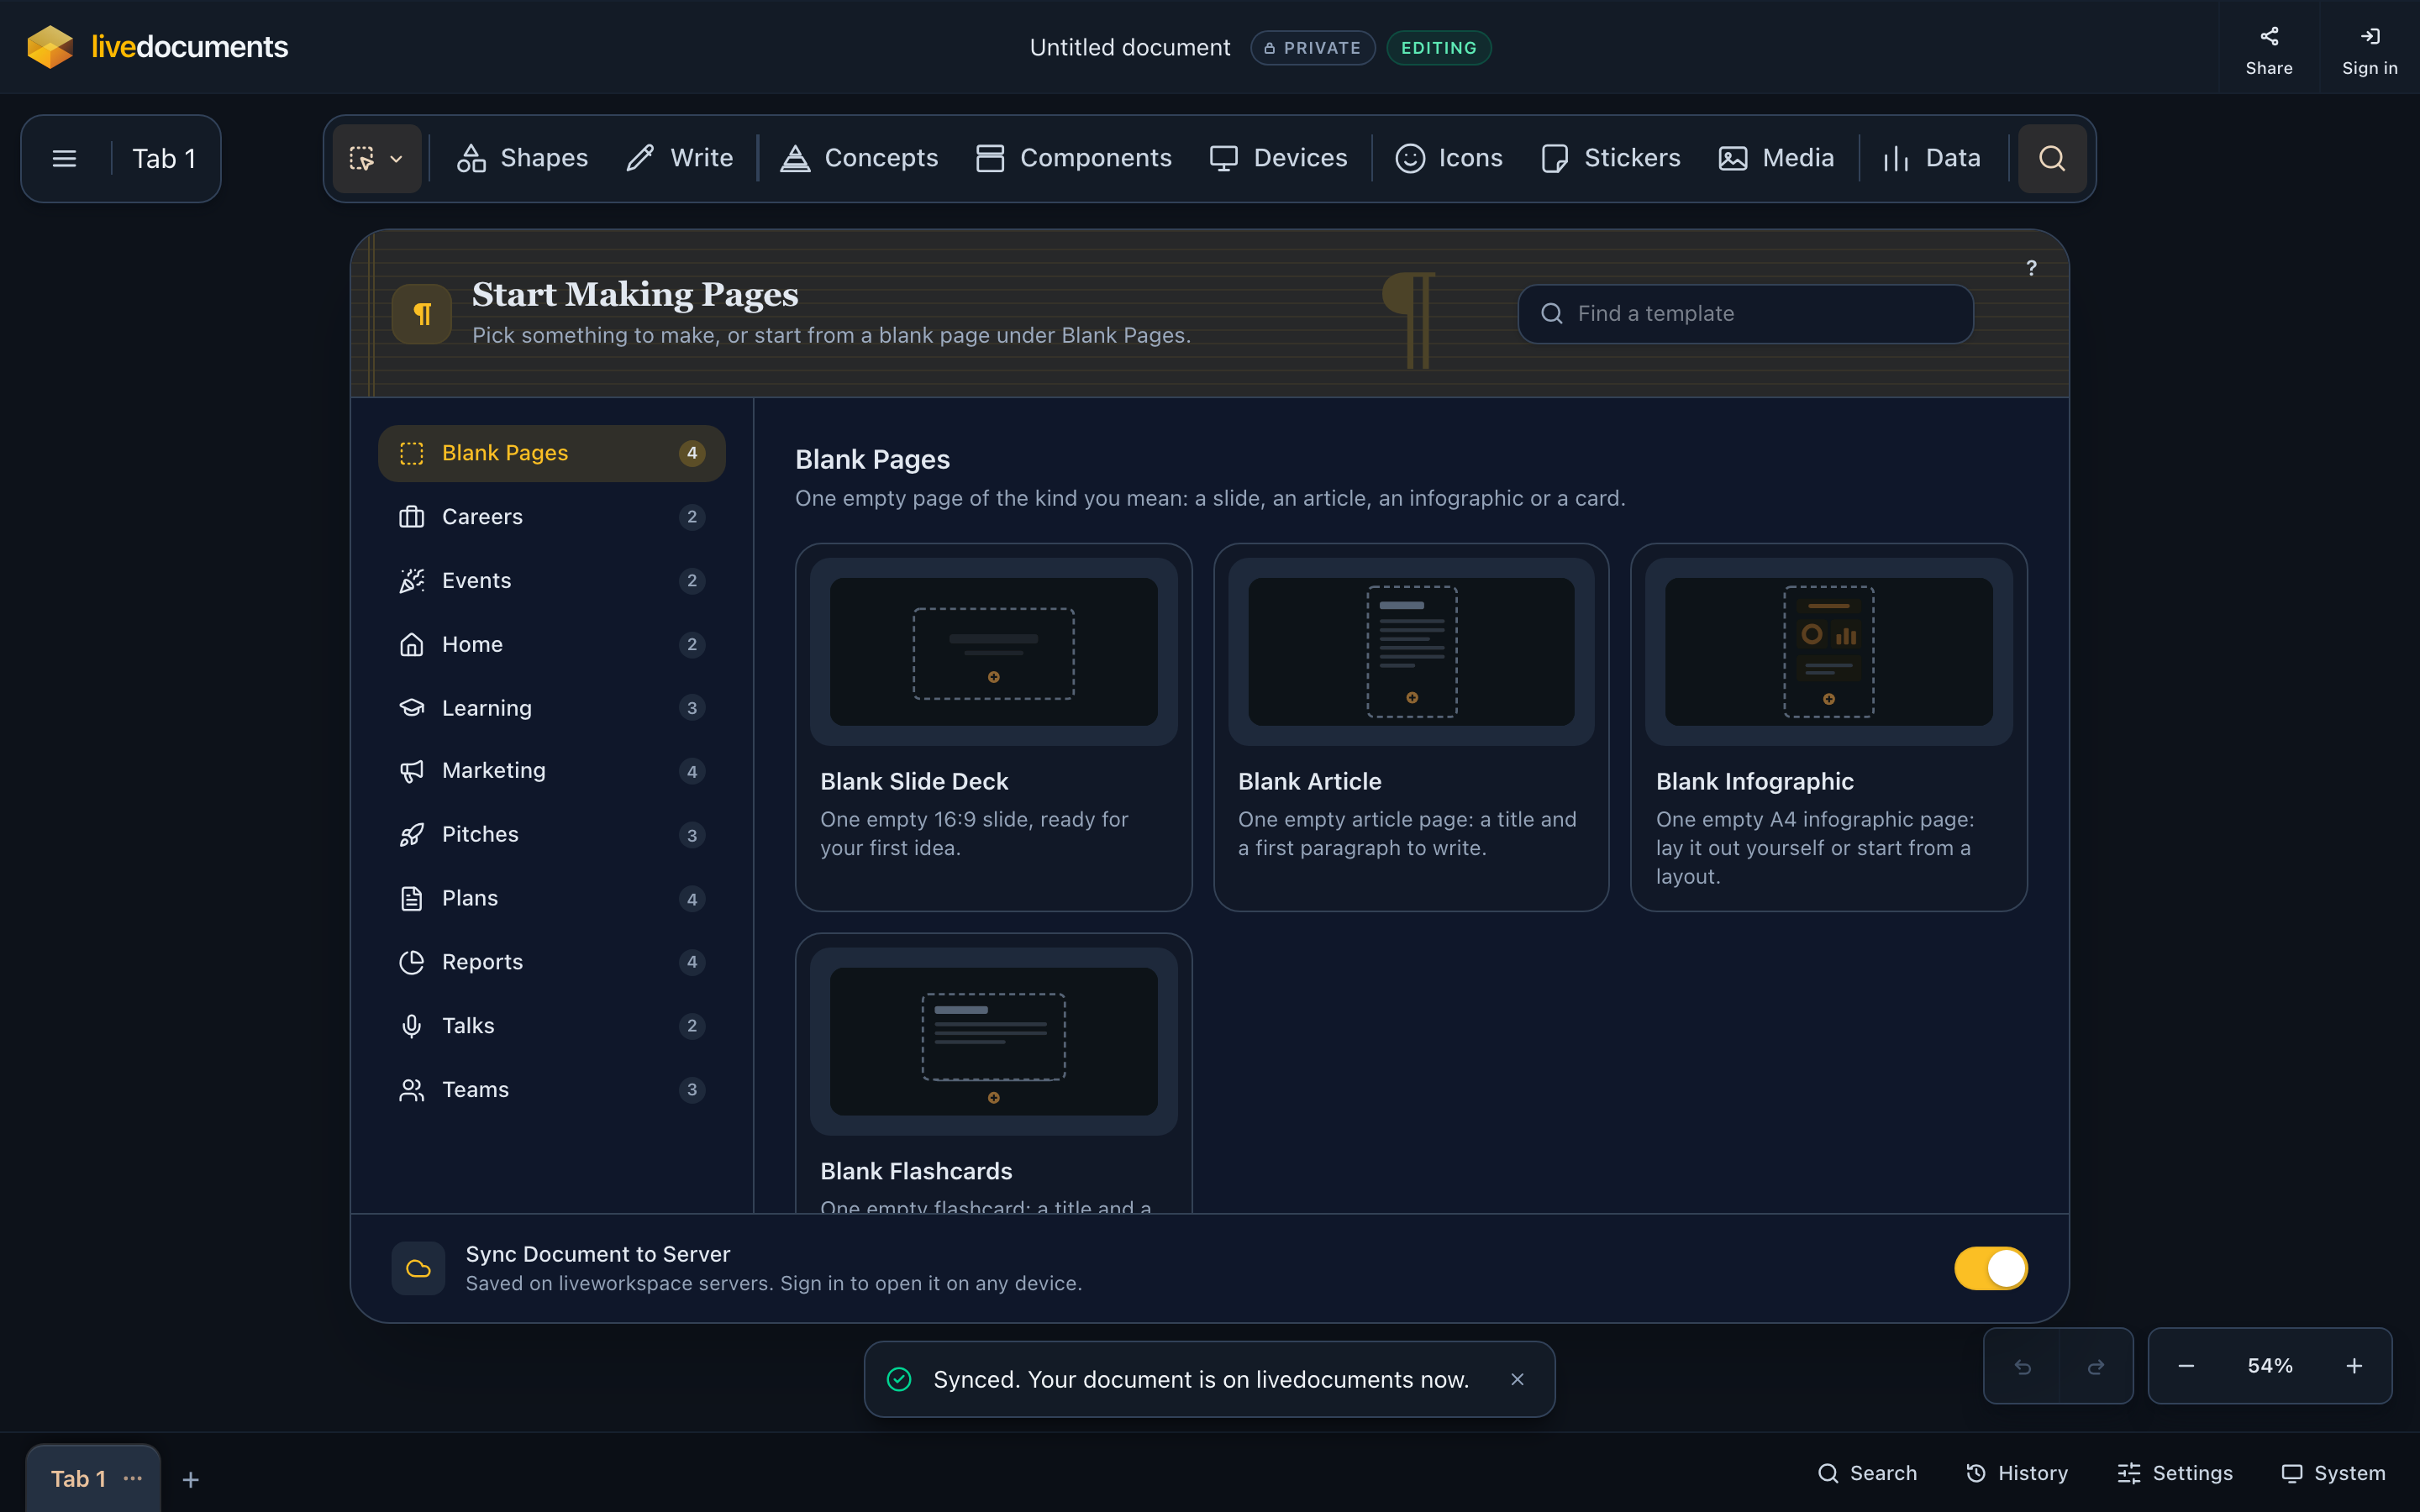 livedocuments
Untitled document
PRIVATE
EDITING
Share
Sign in
Tab 1
Shapes
Write
Concepts
Components
Devices
Icons
Stickers
Media
Data
?
¶
Start Making Pages
Pick something to make, or start from a blank page under Blank Pages.
¶
Find a template
Blank Pages 4
Careers 2
Events 2
Home 2
Learning 3
Marketing 4
Pitches 3
Plans 4
Reports 4
Talks 2
Teams 3
Blank Pages
One empty page of the kind you mean: a slide, an article, an infographic or a card.
Blank Slide Deck
One empty 16:9 slide, ready for
your first idea.
Blank Article
One empty article page: a title and
a first paragraph to write.
Blank Infographic
One empty A4 infographic page:
lay it out yourself or start from a
layout.
Blank Flashcards
One empty flashcard: a title and a
Sync Document to Server
Saved on liveworkspace servers. Sign in to open it on any device.
Synced. Your document is on livedocuments now.
54%
Tab 1
Search
History
Settings
System